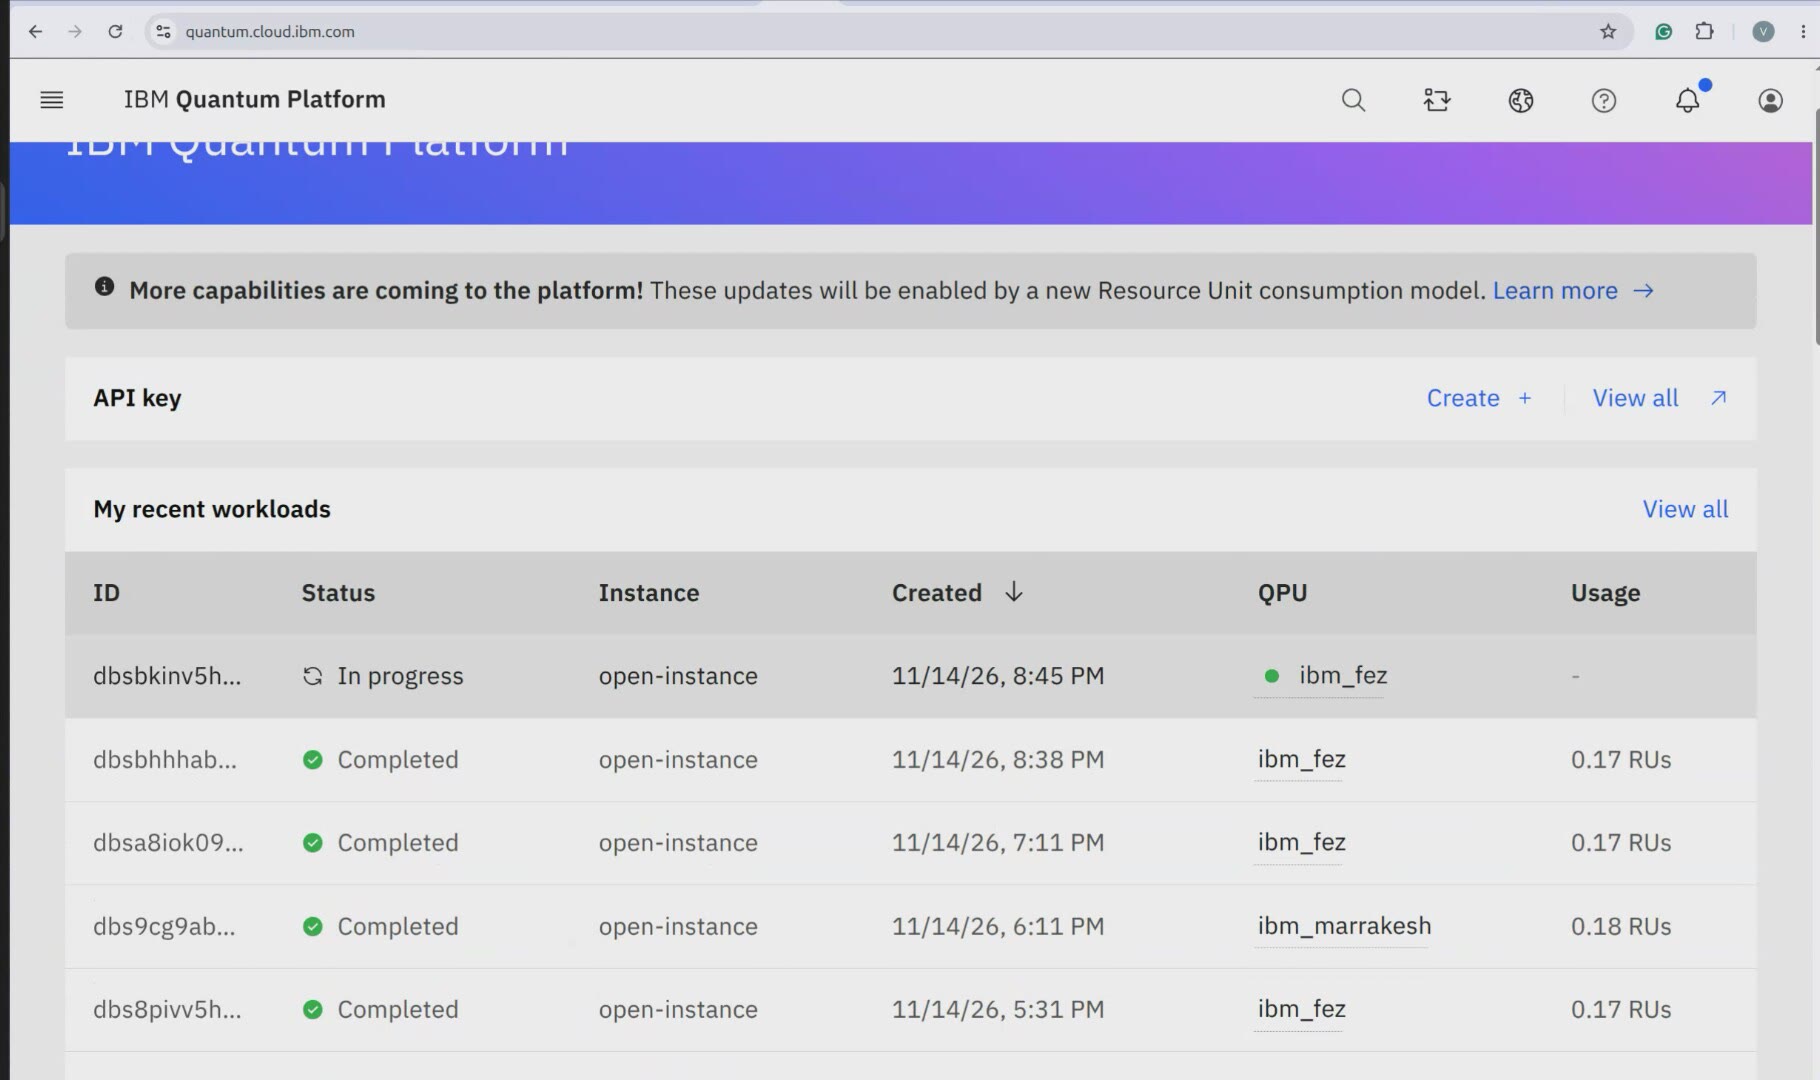 quantum.cloud.ibm.com
V
IBM Quantum Platform
IBM Quantum Platform
More capabilities are coming to the platform! These updates will be enabled by a new Resource Unit consumption model. Learn more →
API key
Create +
View all
My recent workloads
View all
ID Status Instance Created ↓ QPU Usage
dbsbkinv5h... In progress open-instance 11/14/26, 8:45 PM ibm_fez -
dbsbhhhab... Completed open-instance 11/14/26, 8:38 PM ibm_fez 0.17 RUs
dbsa8iok09... Completed open-instance 11/14/26, 7:11 PM ibm_fez 0.17 RUs
dbs9cg9ab... Completed open-instance 11/14/26, 6:11 PM ibm_marrakesh 0.18 RUs
dbs8pivv5h... Completed open-instance 11/14/26, 5:31 PM ibm_fez 0.17 RUs